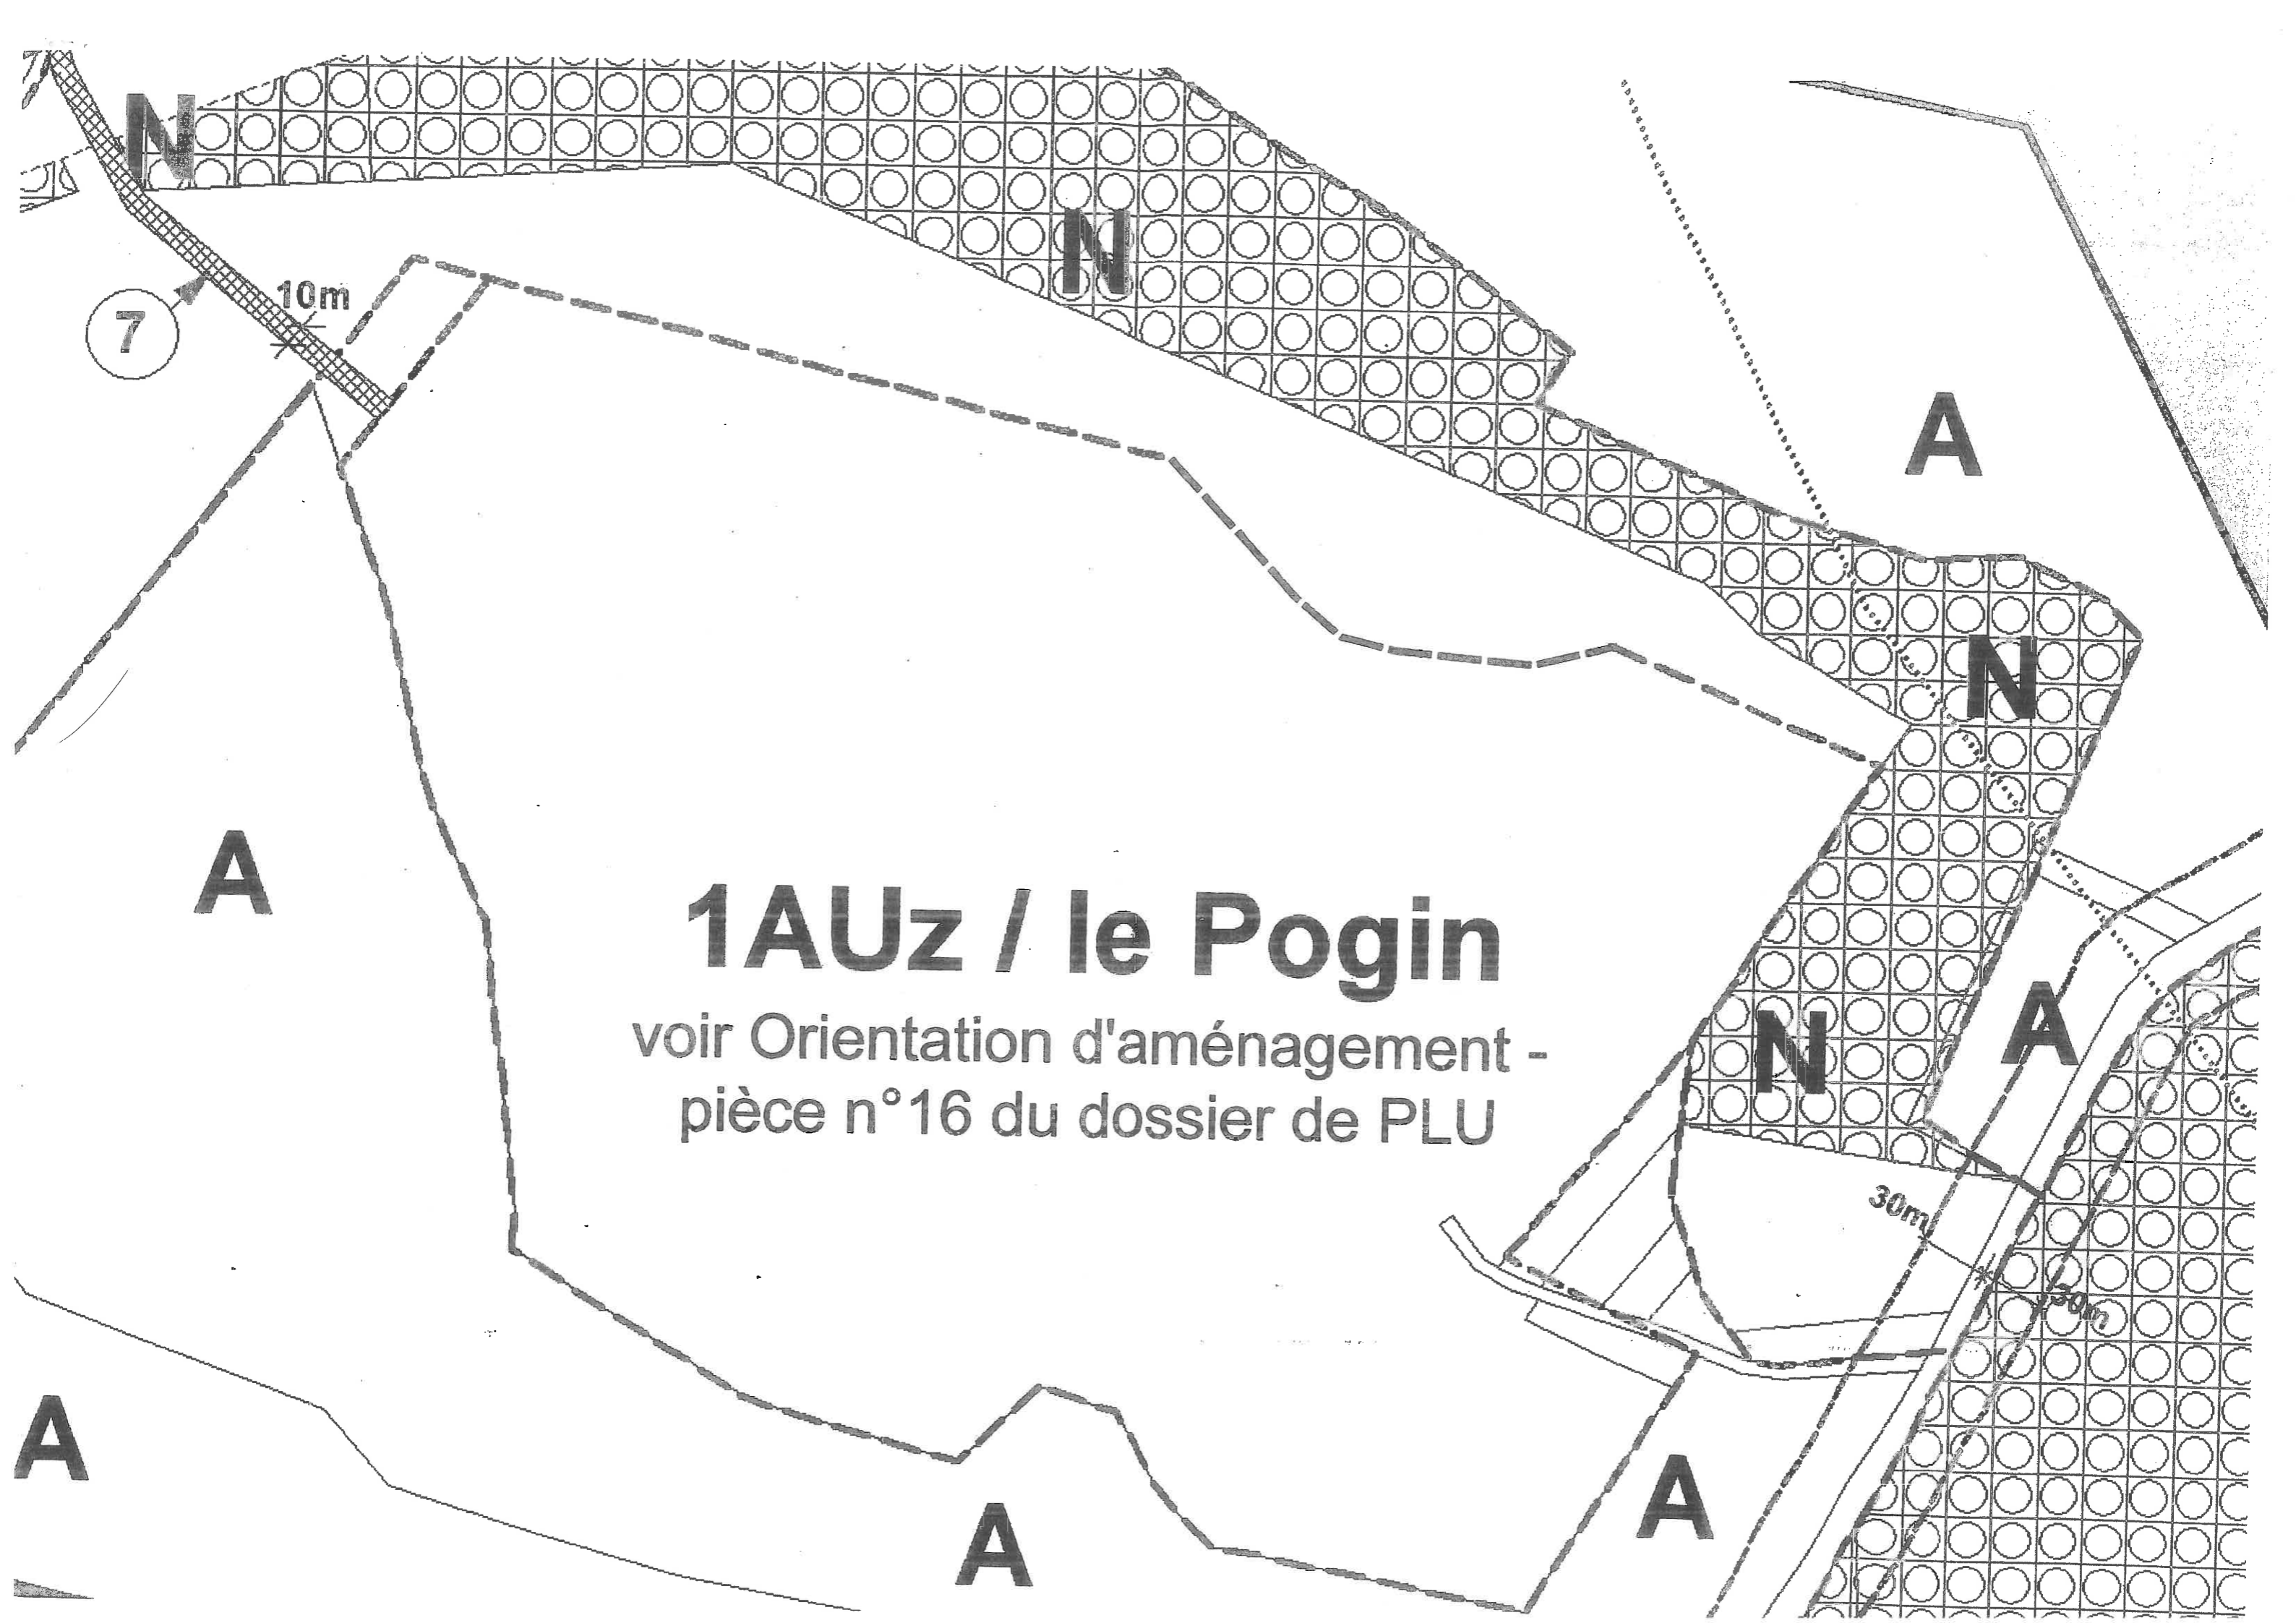 N
N
7
10m
A
N
A
1AUz / le Pogin
voir Orientation d'aménagement -
pièce n°16 du dossier de PLU
A
N
30m
30m
A
A
A